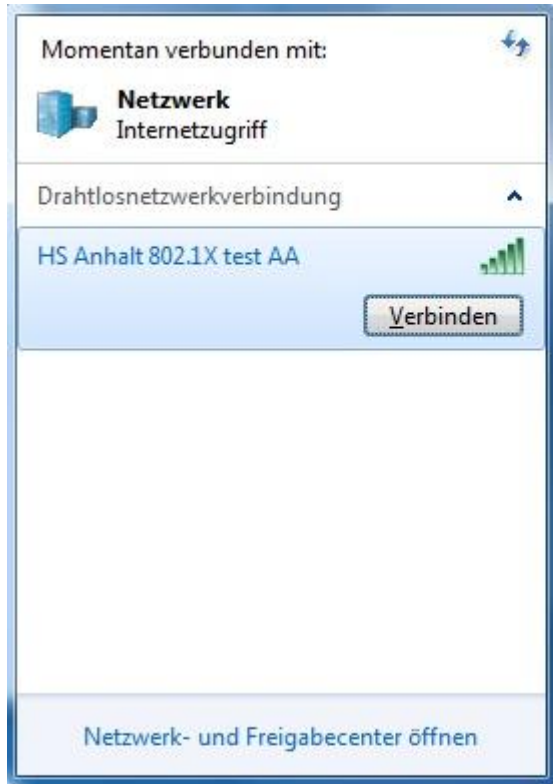 Momentan verbunden mit:
Netzwerk
Internetzugriff
Drahtlosnetzwerkverbindung
HS Anhalt 802.1X test AA
Verbinden
Netzwerk- und Freigabecenter öffnen